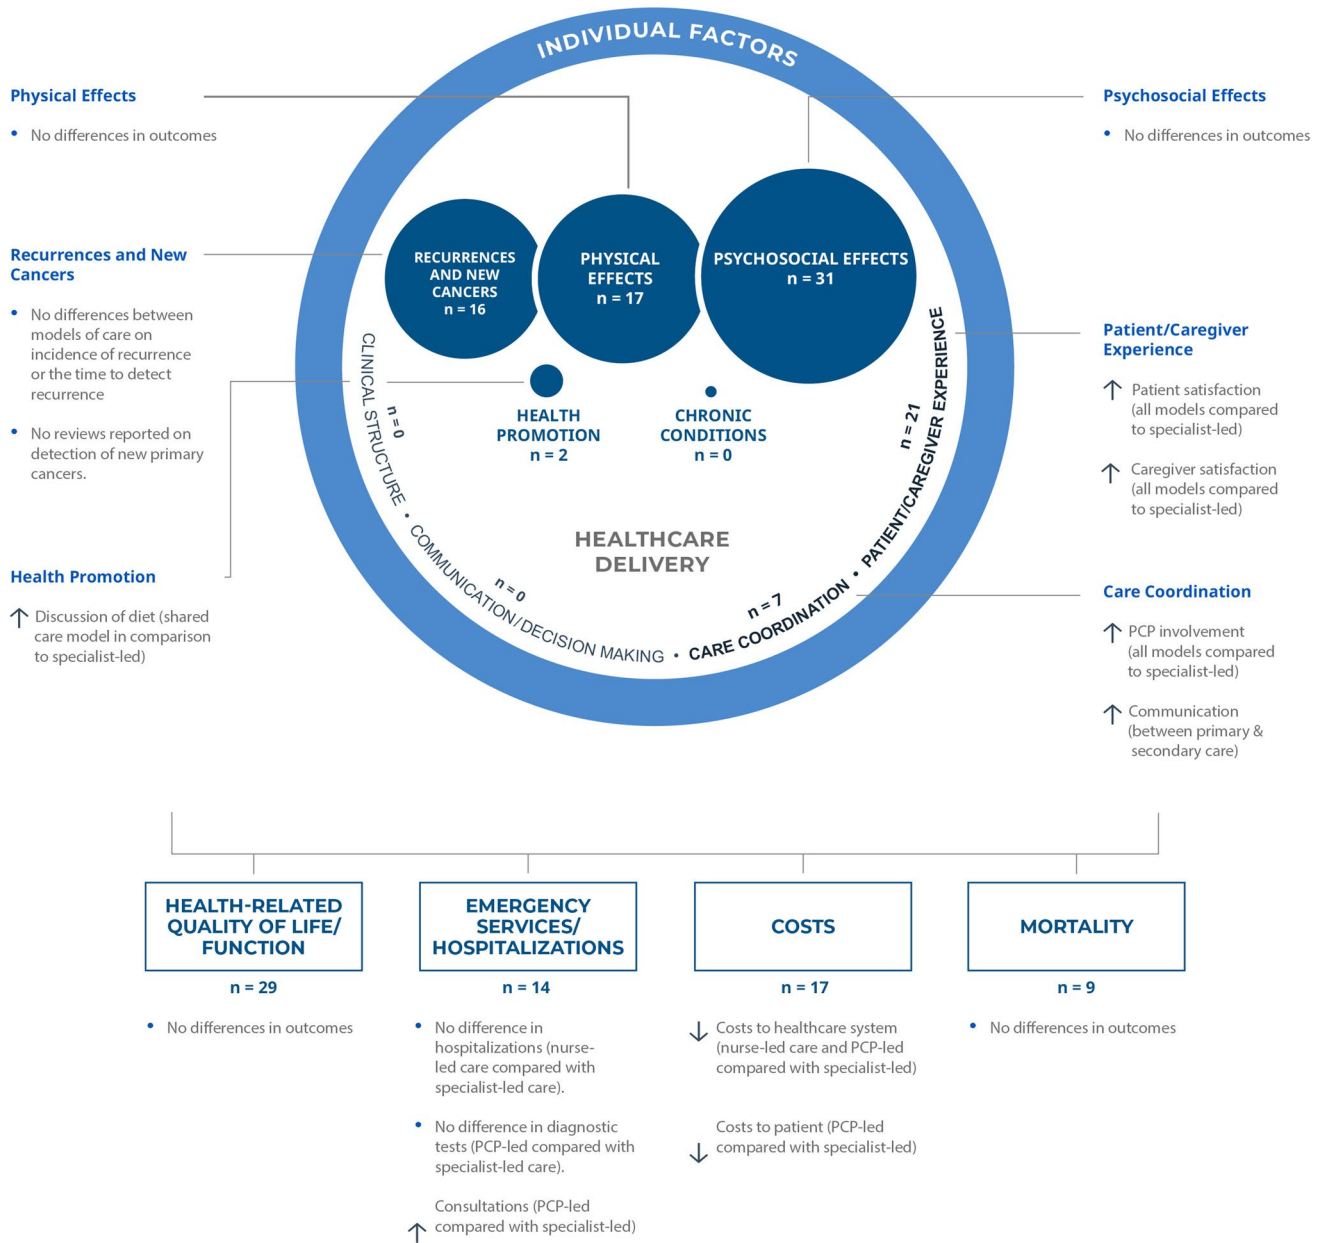 INDIVIDUAL FACTORS
Physical Effects
• No differences in outcomes
Recurrences and New
Cancers
• No differences between
models of care on
incidence of recurrence
or the time to detect
recurrence
• No reviews reported on
detection of new primary
cancers.
Health Promotion
↑ Discussion of diet (shared
care model in comparison
to specialist-led)
RECURRENCES
AND NEW
CANCERS
n = 16
PHYSICAL
EFFECTS
n = 17
PSYCHOSOCIAL EFFECTS
n = 31
HEALTH
PROMOTION
n = 2
CHRONIC
CONDITIONS
n = 0
HEALTHCARE
DELIVERY
n = 0
n = 0
n = 7
n = 21
CLINICAL STRUCTURE • COMMUNICATION/DECISION MAKING • CARE COORDINATION • PATIENT/CAREGIVER EXPERIENCE
Psychosocial Effects
• No differences in outcomes
Patient/Caregiver
Experience
↑ Patient satisfaction
(all models compared
to specialist-led)
↑ Caregiver satisfaction
(all models compared
to specialist-led)
Care Coordination
↑ PCP involvement
(all models compared
to specialist-led)
↑ Communication
(between primary &
secondary care)
HEALTH-RELATED
QUALITY OF LIFE/
FUNCTION
n = 29
• No differences in outcomes
EMERGENCY
SERVICES/
HOSPITALIZATIONS
n = 14
• No difference in
hospitalizations (nurse-
led care compared with
specialist-led care).
• No difference in diagnostic
tests (PCP-led compared with
specialist-led care).
Consultations (PCP-led
↑ compared with specialist-led)
COSTS
n = 17
↓ Costs to healthcare system
(nurse-led care and PCP-led
compared with specialist-led)
Costs to patient (PCP-led
↓ compared with specialist-led)
MORTALITY
n = 9
• No differences in outcomes